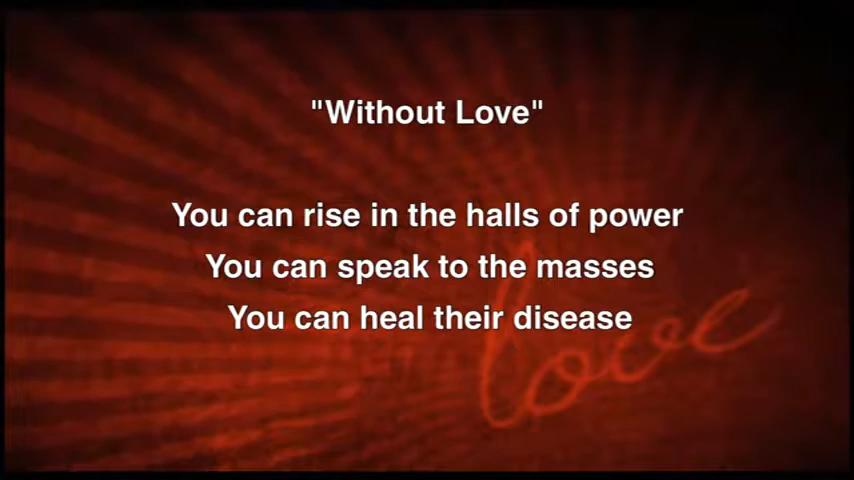 "Without Love"
You can rise in the halls of power
You can speak to the masses
You can heal their disease
love